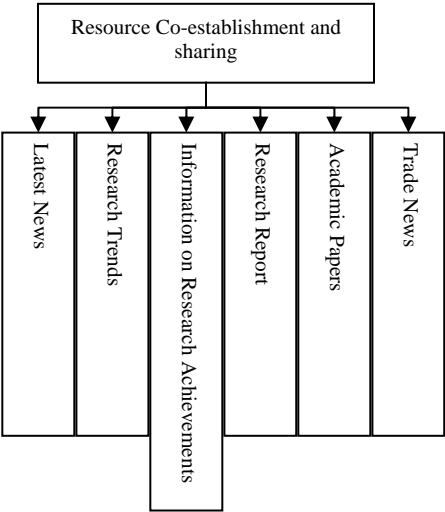 Resource Co-establishment and
sharing
Latest News
Research Trends
Information on Research Achievements
Research Report
Academic Papers
Trade News